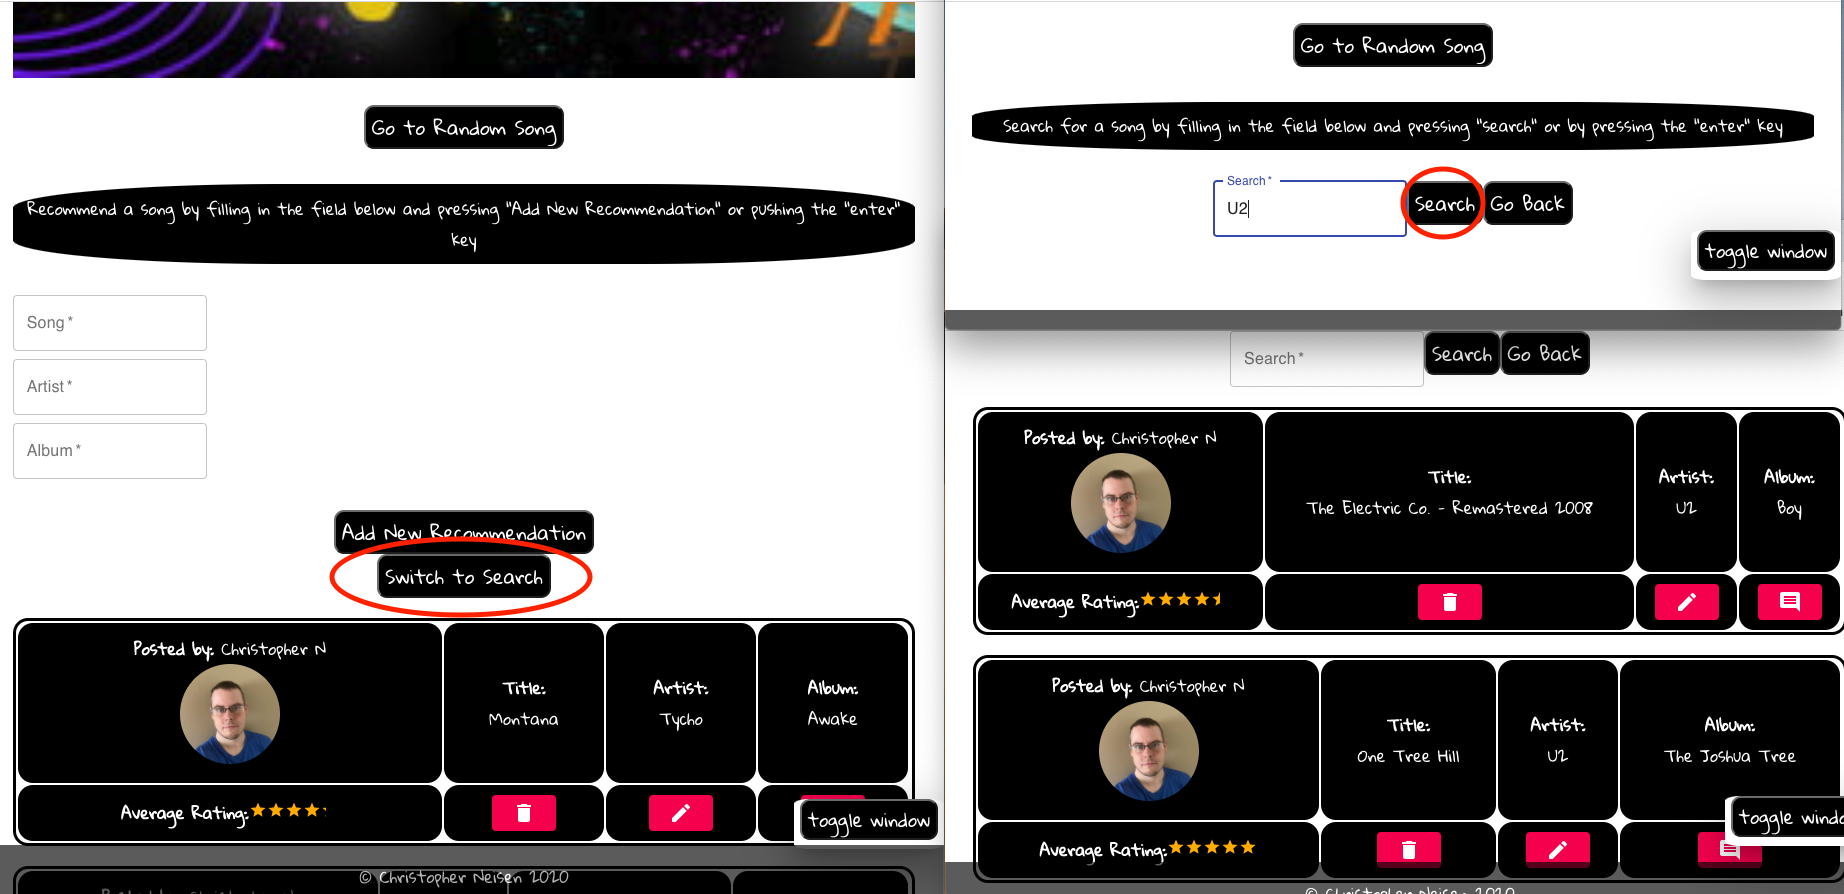 Go to Random Song
Recommend a song by filling in the field below and pressing "Add New Recommendation" or pushing the "enter"
key
Song *
Artist *
Album *
Add New Recommendation
Switch to Search
Posted by: Christopher N
Title:
Montana
Artist:
Tycho
Album:
Awake
Average Rating:
toggle window
© Christopher Neisen 2020
Go to Random Song
Search for a song by filling in the field below and pressing "search" or by pressing the "enter" key
Search *
U2
Search
Go Back
toggle window
Search *
Search
Go Back
Posted by: Christopher N
Title:
The Electric Co. - Remastered 2008
Artist:
U2
Album:
Boy
Average Rating:
Posted by: Christopher N
Title:
One Tree Hill
Artist:
U2
Album:
The Joshua Tree
Average Rating:
toggle windo
© Christopher Neisen 2020